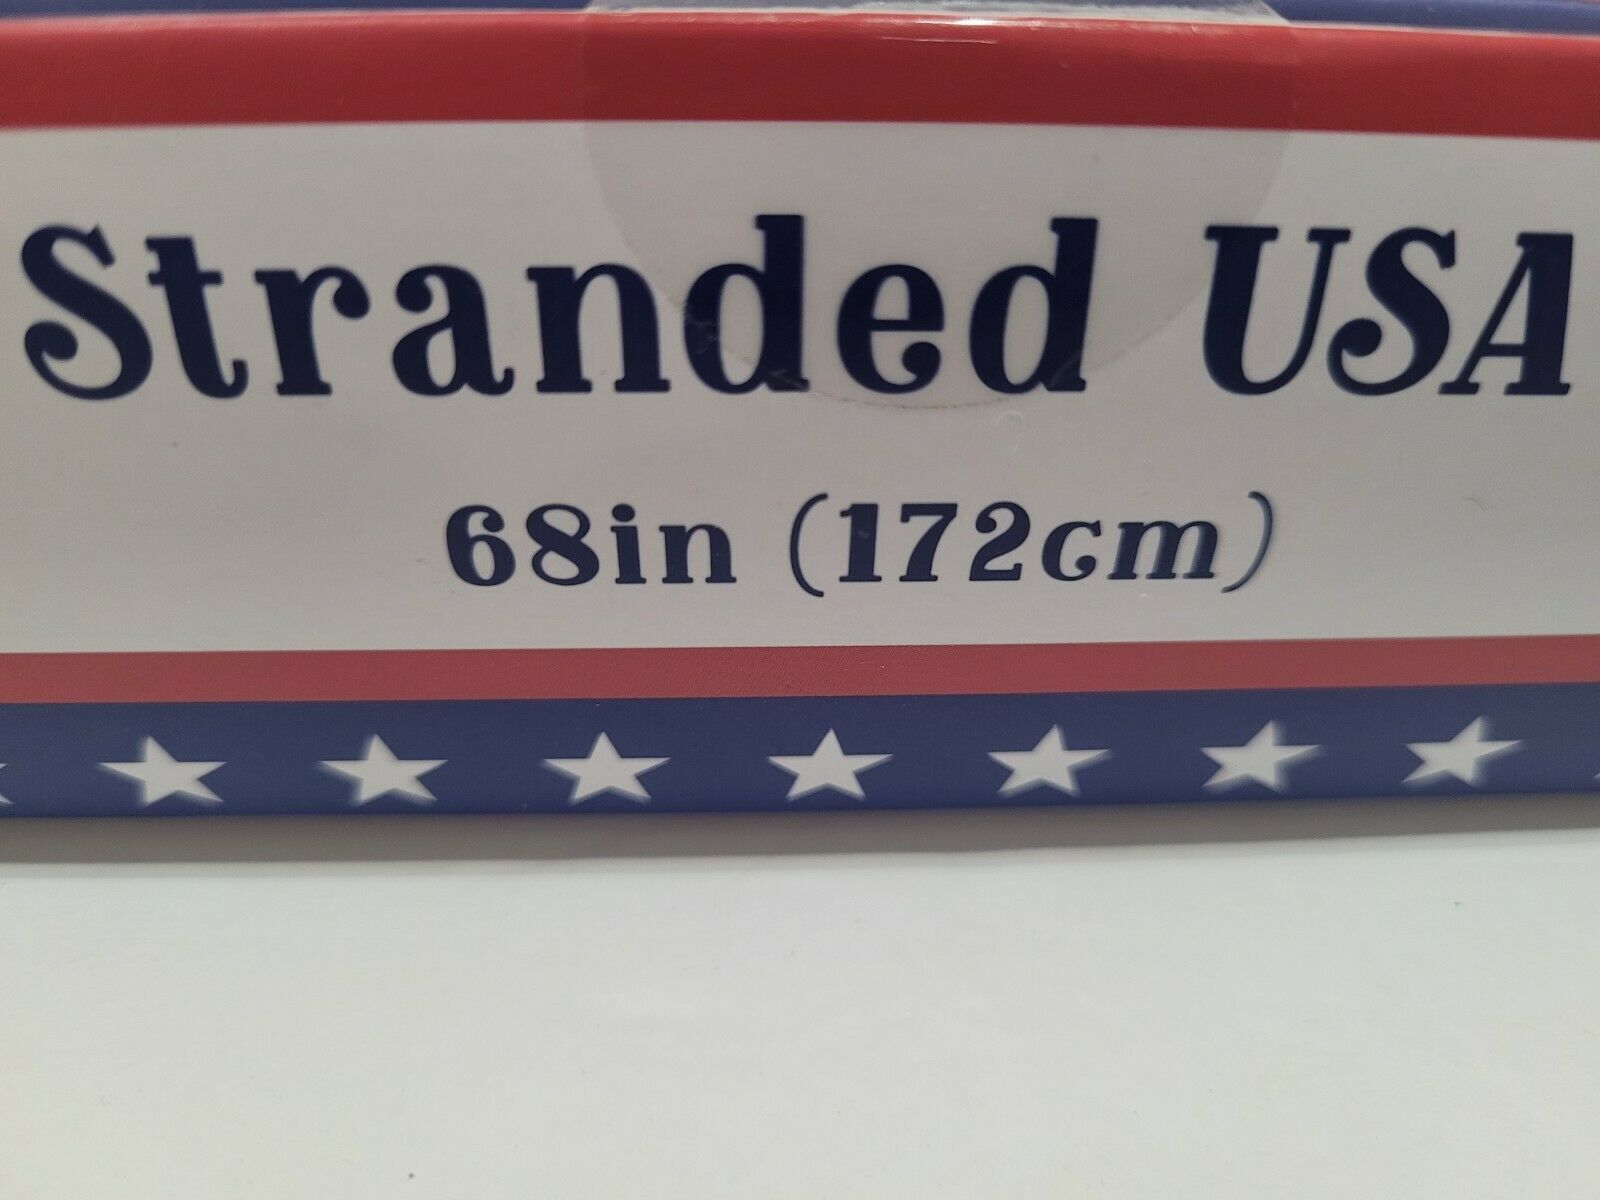 Stranded USA
68in (172cm)